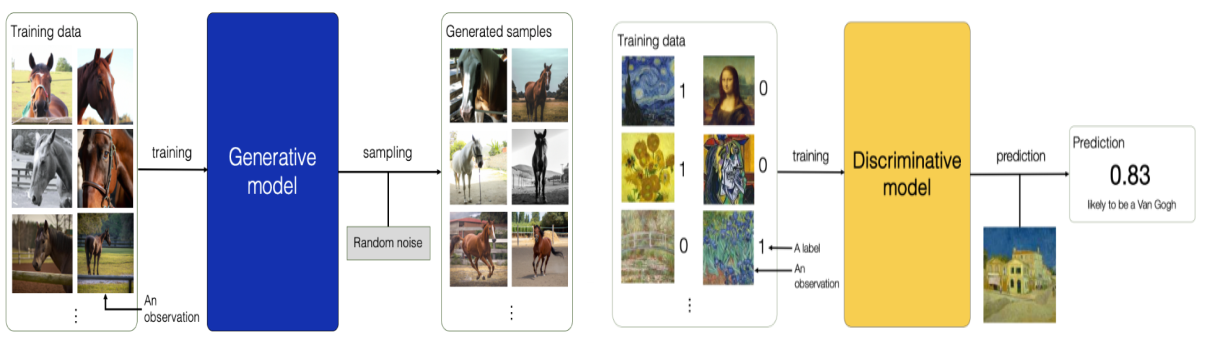 Training data
training
Generative
model
sampling
Random noise
Generated samples
An
observation
Training data
1
0
1
0
0
1
A label
An
observation
training
Discriminative
model
prediction
Prediction
0.83
likely to be a Van Gogh